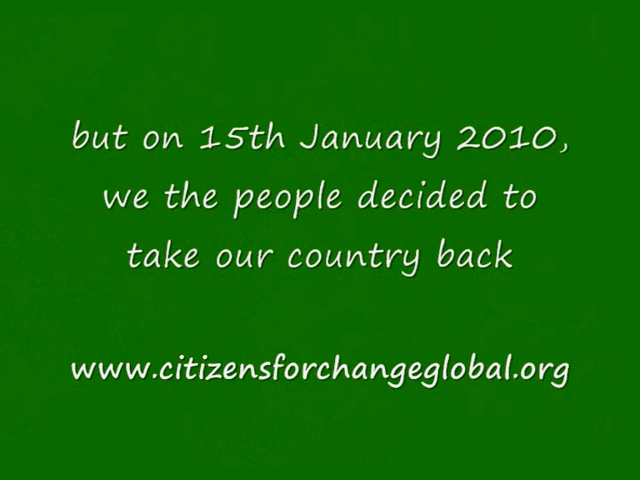 but on 15th January 2010,
we the people decided to
take our country back
www.citizensforchangeglobal.org